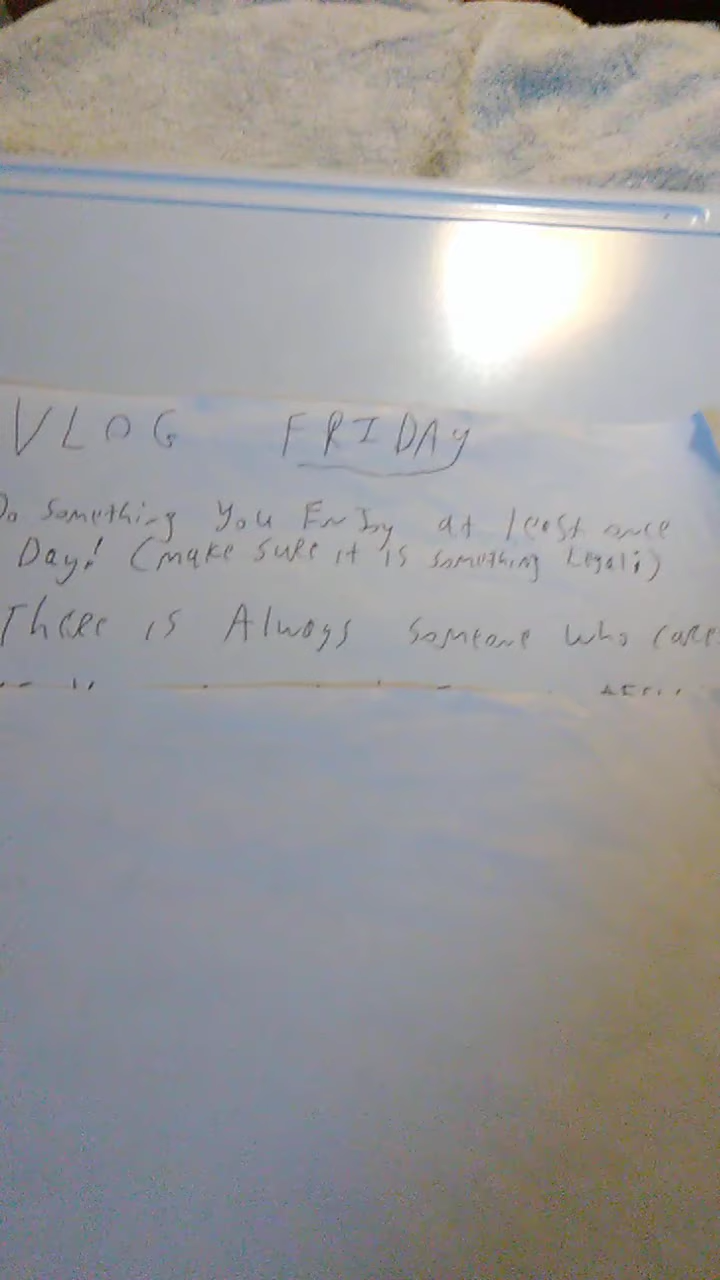 VLOG FRIDAY
Do Something You Enjoy at least once
Day! (make sure it is something Legal;)
There is Always Someone who care